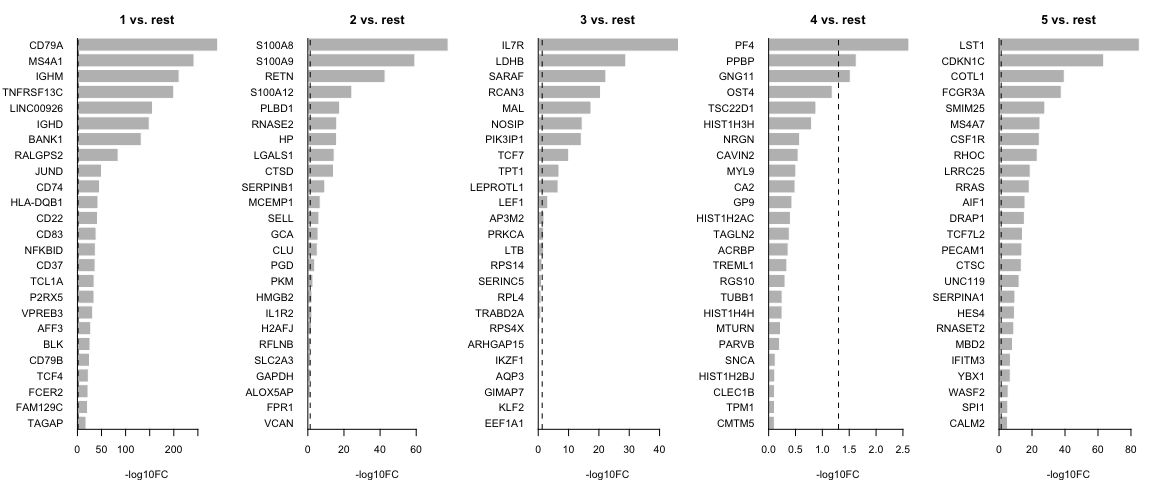 1 vs. rest
CD79A
MS4A1
IGHM
TNFRSF13C
LINC00926
IGHD
BANK1
RALGPS2
JUND
CD74
HLA-DQB1
CD22
CD83
NFKBID
CD37
TCL1A
P2RX5
VPREB3
AFF3
BLK
CD79B
TCF4
FCER2
FAM129C
TAGAP
0 50 100 200
-log10FC
2 vs. rest
S100A8
S100A9
RETN
S100A12
PLBD1
RNASE2
HP
LGALS1
CTSD
SERPINB1
MCEMP1
SELL
GCA
CLU
PGD
PKM
HMGB2
IL1R2
H2AFJ
RFLNB
SLC2A3
GAPDH
ALOX5AP
FPR1
VCAN
0 20 40 60
-log10FC
3 vs. rest
IL7R
LDHB
SARAF
RCAN3
MAL
NOSIP
PIK3IP1
TCF7
TPT1
LEPROTL1
LEF1
AP3M2
PRKCA
LTB
RPS14
SERINC5
RPL4
TRABD2A
RPS4X
ARHGAP15
IKZF1
AQP3
GIMAP7
KLF2
EEF1A1
0 10 20 30 40
-log10FC
4 vs. rest
PF4
PPBP
GNG11
OST4
TSC22D1
HIST1H3H
NRGN
CAVIN2
MYL9
CA2
GP9
HIST1H2AC
TAGLN2
ACRBP
TREML1
RGS10
TUBB1
HIST1H4H
MTURN
PARVB
SNCA
HIST1H2BJ
CLEC1B
TPM1
CMTM5
0.0 0.5 1.0 1.5 2.0 2.5
-log10FC
5 vs. rest
LST1
CDKN1C
COTL1
FCGR3A
SMIM25
MS4A7
CSF1R
RHOC
LRRC25
RRAS
AIF1
DRAP1
TCF7L2
PECAM1
CTSC
UNC119
SERPINA1
HES4
RNASET2
MBD2
IFITM3
YBX1
WASF2
SPI1
CALM2
0 20 40 60 80
-log10FC